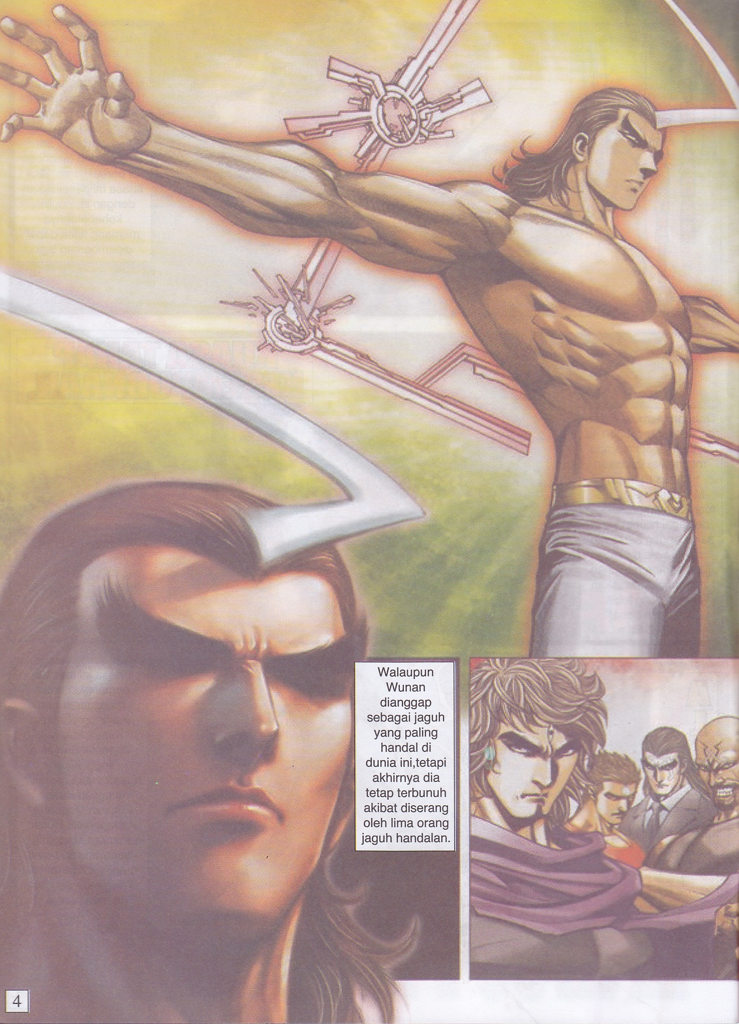 Walaupun
Wunan
dianggap
sebagai jaguh
yang paling
handal di
dunia ini,tetapi
akhirnya dia
tetap terbunuh
akibat diserang
oleh lima orang
jaguh handalan.
4